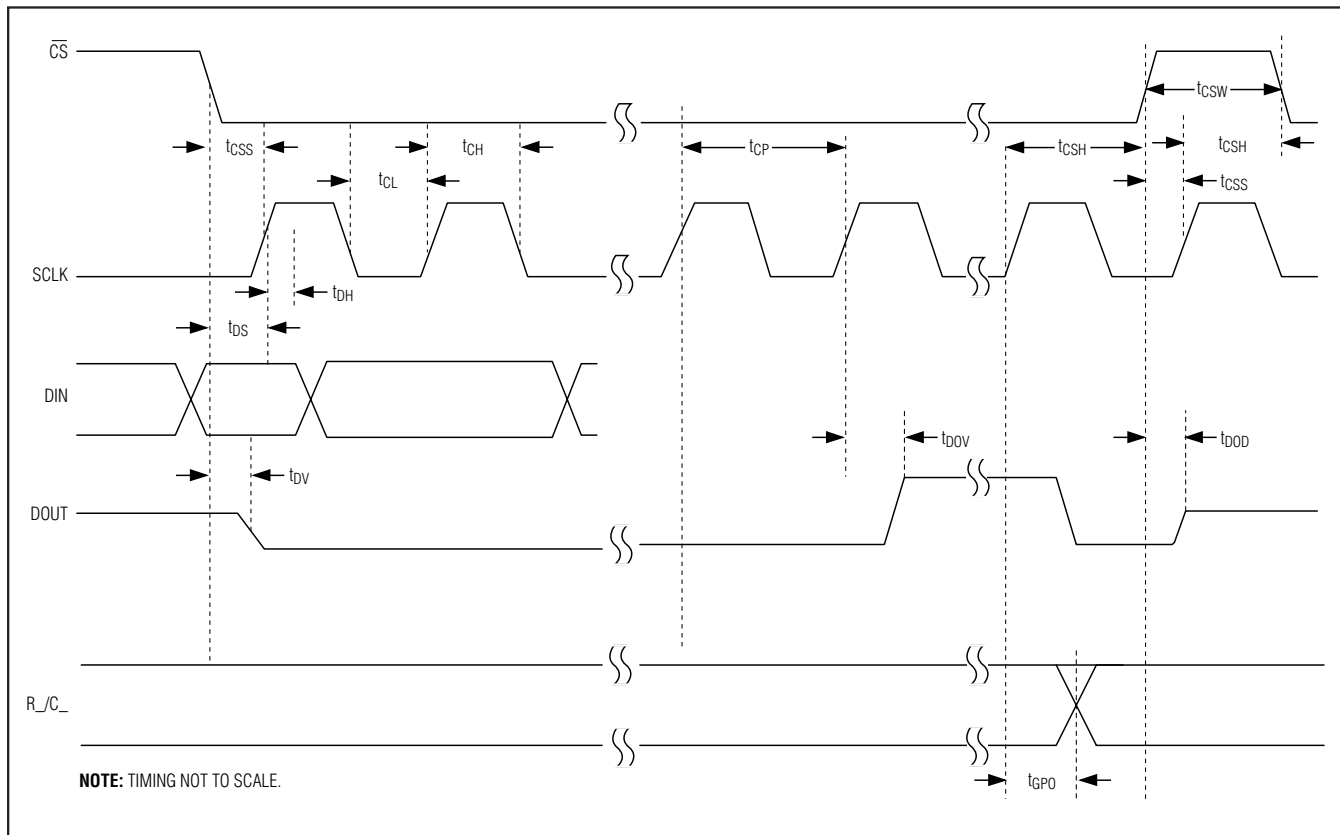 C̅S̅
tCSS
tCH
tCP
tCSH
tCSW
tCSH
tCL
tCSS
SCLK
tDH
tDS
DIN
tDOV
tDOD
tDV
DOUT
R_/C_
tGPO
NOTE: TIMING NOT TO SCALE.